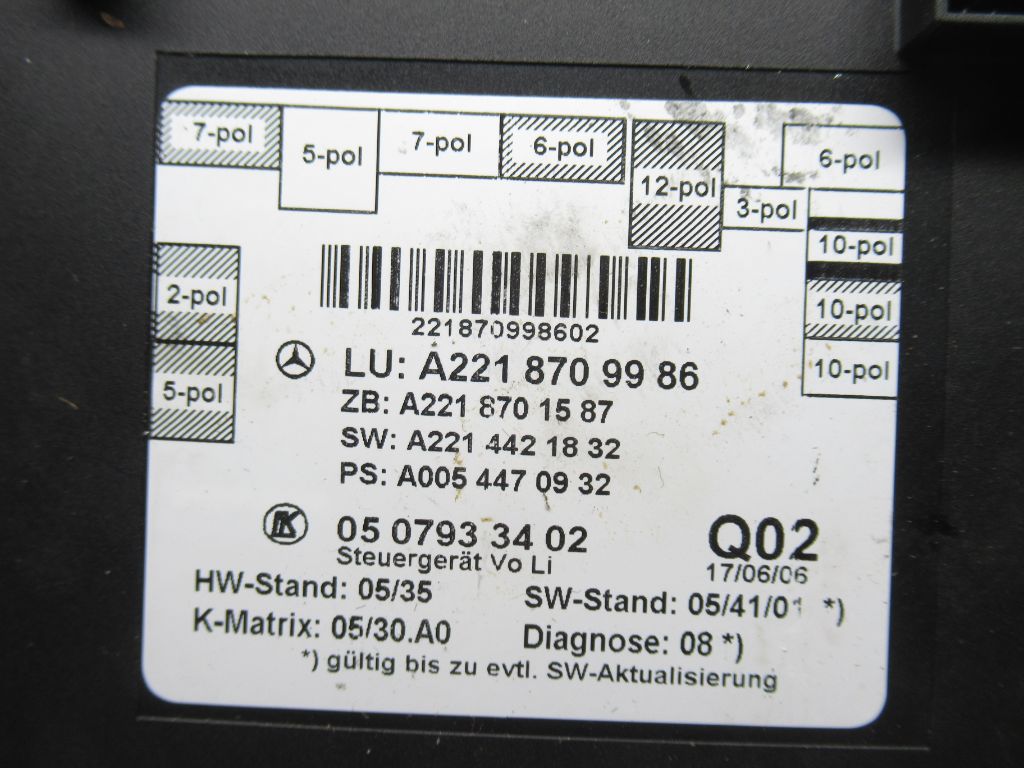 7-pol
5-pol
7-pol
6-pol
12-pol
3-pol
6-pol
10-pol
10-pol
10-pol
2-pol
5-pol
221870998602
LU: A221 870 99 86
ZB: A221 870 15 87
SW: A221 442 18 32
PS: A005 447 09 32
05 0793 34 02
Steuergerät Vo Li
Q02
17/06/06
HW-Stand: 05/35
SW-Stand: 05/41/01 *)
K-Matrix: 05/30.A0
Diagnose: 08 *)
*) gültig bis zu evtl. SW-Aktualisierung